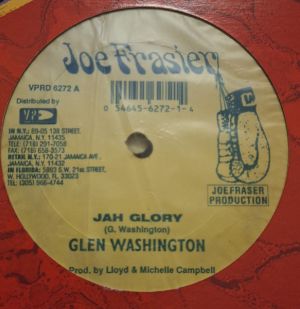 Joe Frasier
VPRD 6272 A
0 54645-6272-1-4
Distributed by
VP
IN N.Y.: 89-05 138 STREET,
JAMAICA, N.Y. 11435
TEL: (718) 291-7058
FAX: (718) 658-3573
RETAIL N.Y.: 170-21 JAMAICA AVE,
JAMAICA, N.Y. 11432
IN FLORIDA: 5893 S.W. 21st STREET,
W. HOLLYWOOD, FL 33023
TEL: (305) 966-4744
JOE FRASER
PRODUCTION
JAH GLORY
(G. Washington)
GLEN WASHINGTON
Prod. by Lloyd & Michelle Campbell